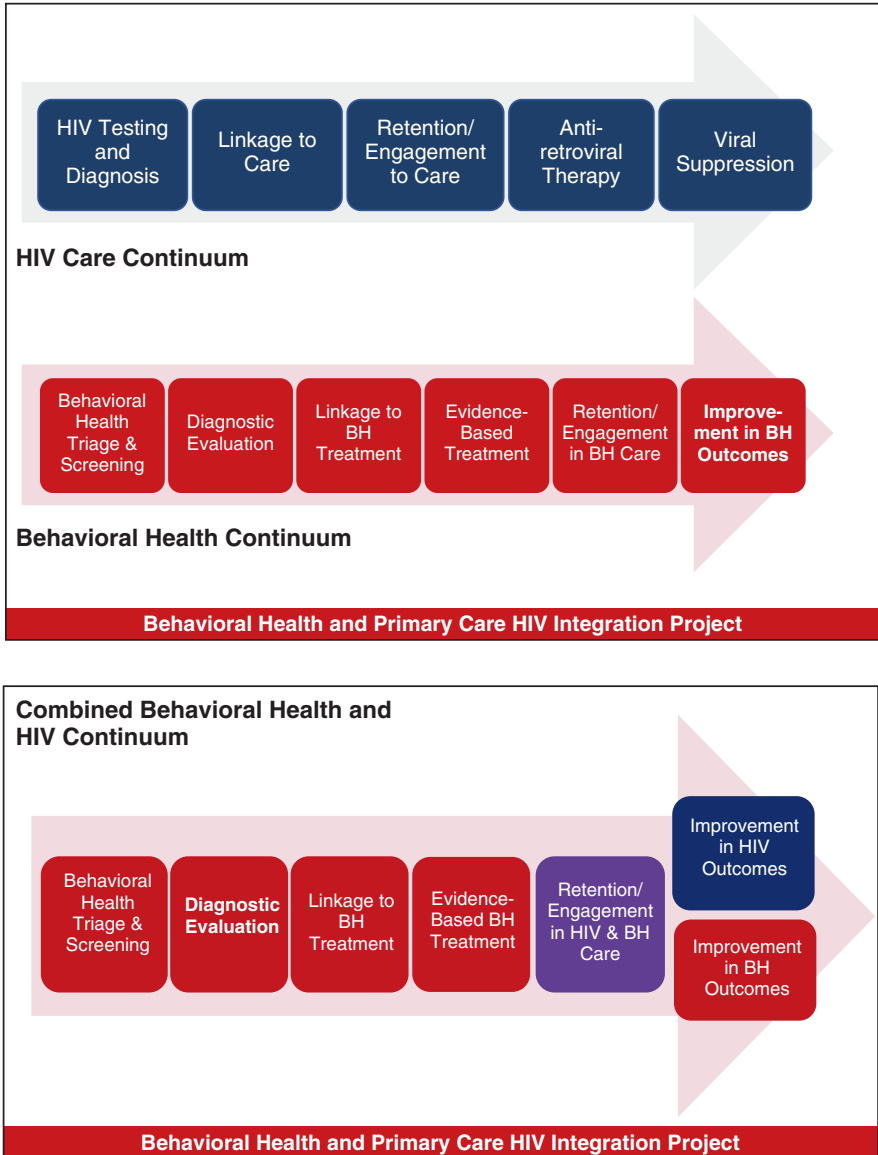 HIV Testing
and
Diagnosis
Linkage to
Care
Retention/
Engagement
to Care
Anti-
retroviral
Therapy
Viral
Suppression
HIV Care Continuum
Behavioral
Health
Triage &
Screening
Diagnostic
Evaluation
Linkage to
BH
Treatment
Evidence-
Based
Treatment
Retention/
Engagement
in BH Care
Improve-
ment in BH
Outcomes
Behavioral Health Continuum
Behavioral Health and Primary Care HIV Integration Project
Combined Behavioral Health and
HIV Continuum
Behavioral
Health
Triage &
Screening
Diagnostic
Evaluation
Linkage to
BH
Treatment
Evidence-
Based BH
Treatment
Retention/
Engagement
in HIV & BH
Care
Improvement
in HIV
Outcomes
Improvement
in BH
Outcomes
Behavioral Health and Primary Care HIV Integration Project